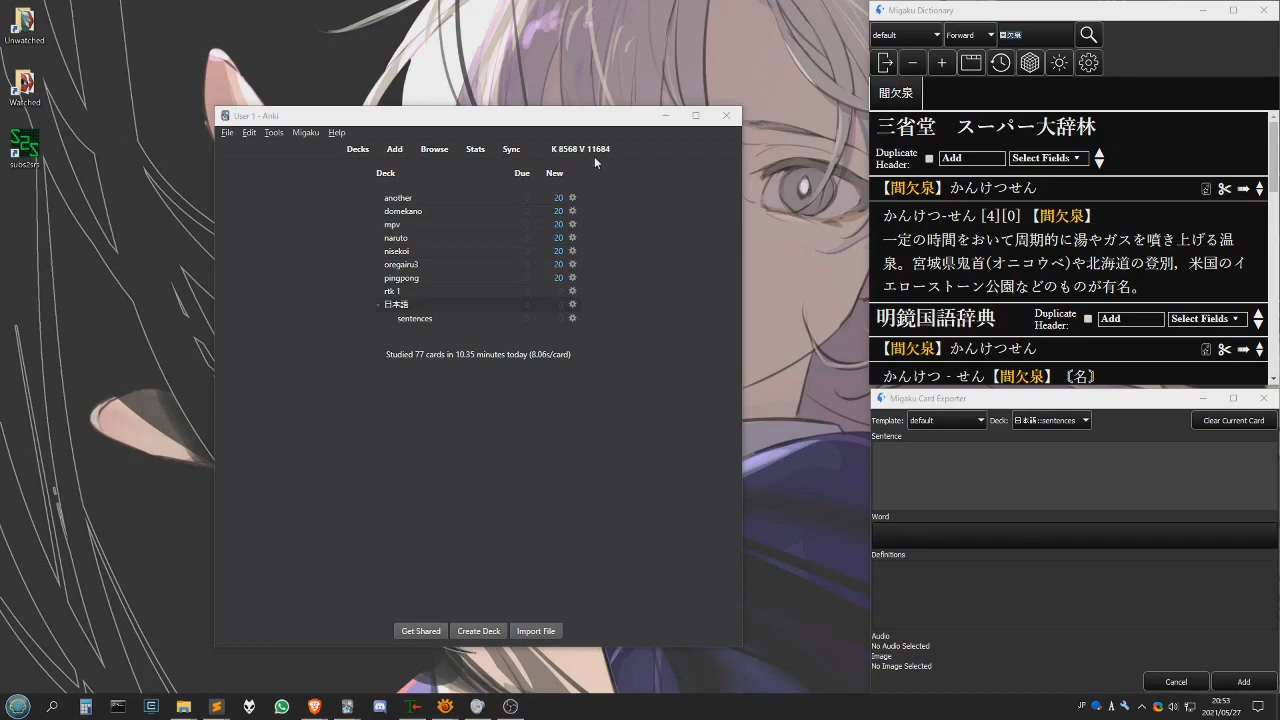 Unwatched
Watched
subs2srs
User 1 - Anki
File Edit Tools Migaku Help
Decks Add Browse Stats Sync K 8568 V 11684
Deck Due New
another 20
domekano 20
mpv 20
naruto 20
nisekoi 20
oregairu3 20
pingpong 20
rtk 1
日本語
sentences
Studied 77 cards in 10.35 minutes today (8.06s/card)
Get Shared Create Deck Import File
Migaku Dictionary
default Forward 間欠泉
間欠泉
三省堂 スーパー大辞林
Duplicate Header: Add Select Fields
【間欠泉】かんけつせん
かんけつ-せん [4][0] 【間欠泉】
一定の時間をおいて周期的に湯やガスを噴き上げる温
泉。宮城県鬼首(オニコウベ)や北海道の登別，米国のイ
エローストーン公園などのものが有名。
明鏡国語辞典
Duplicate Header: Add Select Fields
【間欠泉】かんけつせん
かんけつ‐せん【間欠泉】〘名〙
Migaku Card Exporter
Template: default Deck: 日本語::sentences Clear Current Card
Sentence
Word
Definitions
Audio
No Audio Selected
Image
No Image Selected
Cancel Add
JP 20:53
2021/05/27